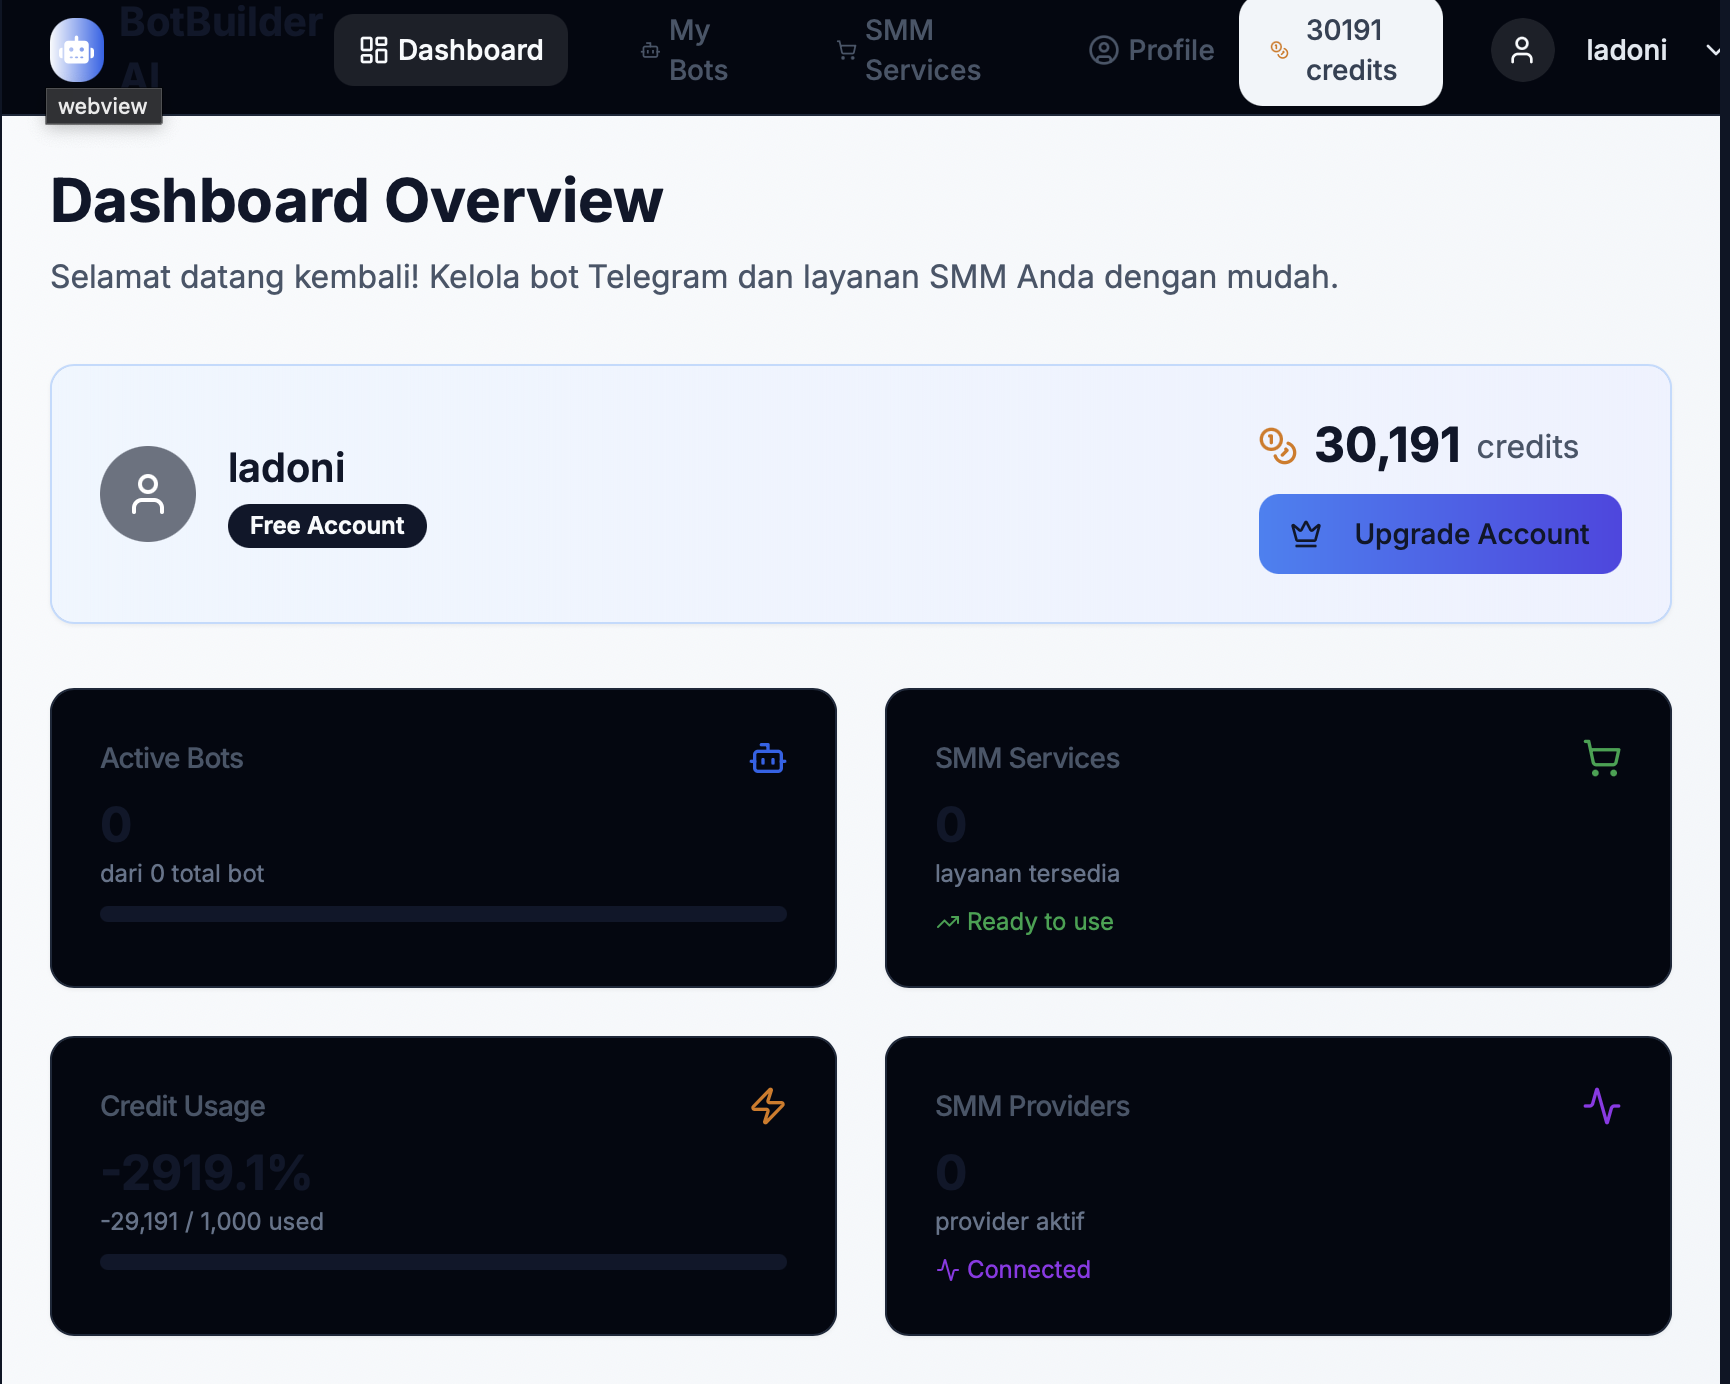 BotBuilder
AI
Dashboard
My
Bots
SMM
Services
Profile
30191
credits
ladoni
webview
Dashboard Overview
Selamat datang kembali! Kelola bot Telegram dan layanan SMM Anda dengan mudah.
ladoni
Free Account
30,191 credits
Upgrade Account
Active Bots
0
dari 0 total bot
SMM Services
0
layanan tersedia
Ready to use
Credit Usage
-2919.1%
-29,191 / 1,000 used
SMM Providers
0
provider aktif
Connected